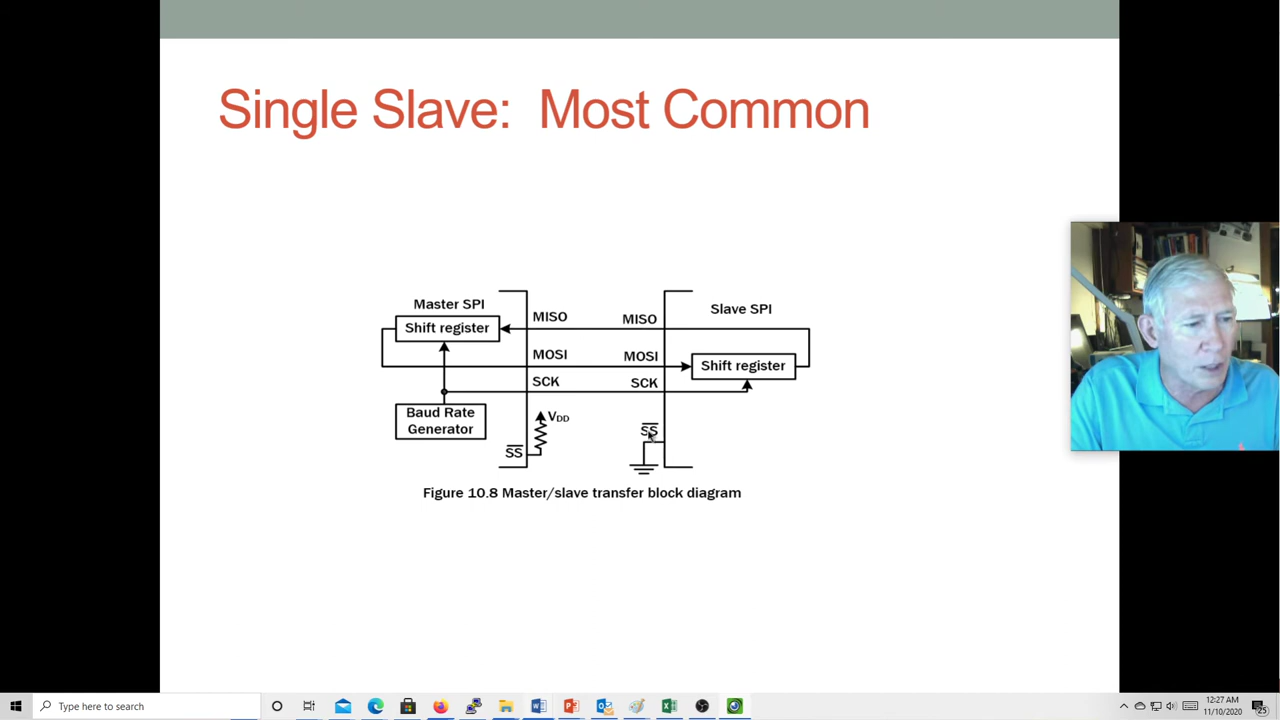 Single Slave: Most Common
Master SPI
Slave SPI
Shift register
MISO
MISO
MOSI
MOSI
Shift register
SCK
SCK
Baud Rate
Generator
VDD
SS
SS
Figure 10.8 Master/slave transfer block diagram
Type here to search
12:27 AM
11/10/2020
25